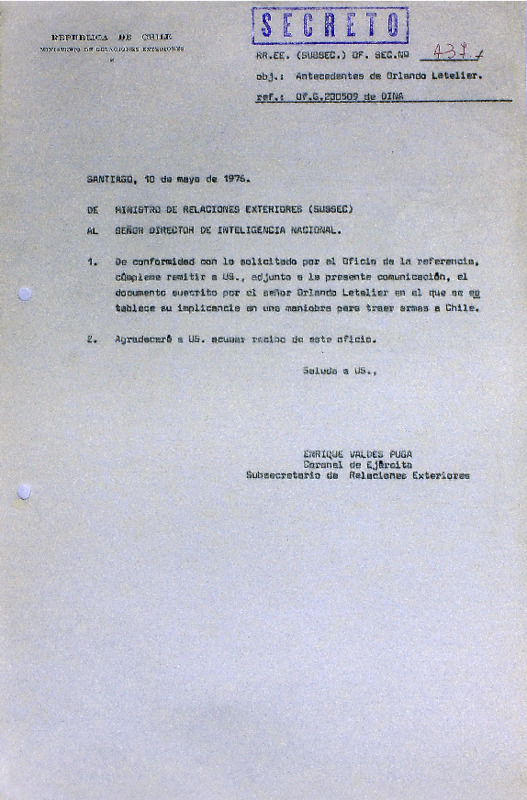 REPUBLICA DE CHILE
MINISTERIO DE RELACIONES EXTERIORES
SECRETO
RR.EE. (SUBSEC.) OF. SEC.NO 437./
obj.: Antecedentes de Orlando Letelier.
ref.: OF.S.200509 de DINA
SANTIAGO, 10 de mayo de 1976.
DE MINISTRO DE RELACIONES EXTERIORES (SUBSEC)
AL SEÑOR DIRECTOR DE INTELIGENCIA NACIONAL.
1. De conformidad con lo solicitado por el Oficio de la referencia,
cúmpleme remitir a US., adjunto a la presente comunicación, el
documento suscrito por el señor Orlando Letelier en el que se es
tablece su implicancia en una maniobra para traer armas a Chile.
2. Agradeceré a US. acusar recibo de este oficio.
Saluda a US.,
ENRIQUE VALDES PUGA
Coronel de Ejército
Subsecretario de Relaciones Exteriores